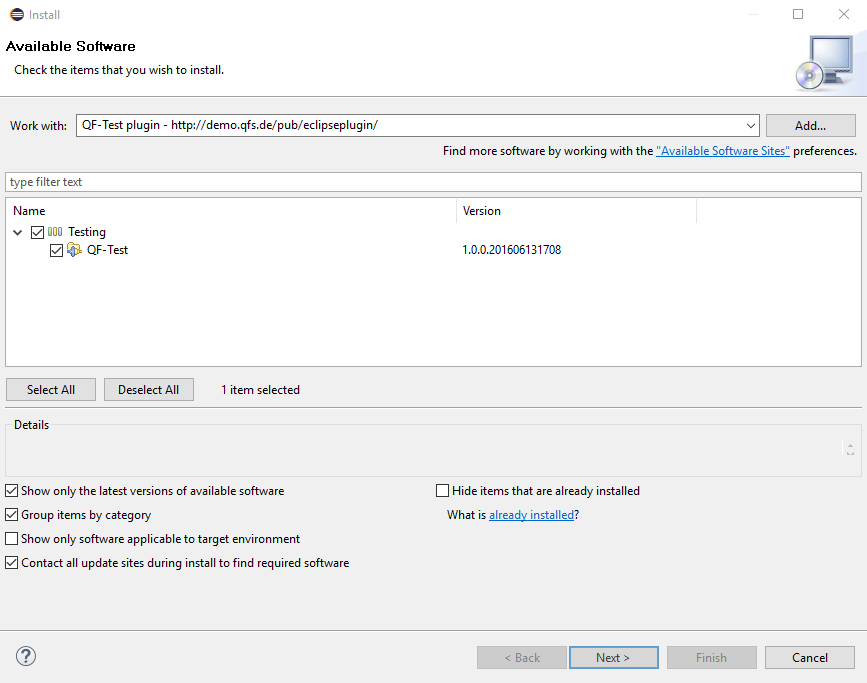 Install
Available Software
Check the items that you wish to install.
Work with: QF-Test plugin - http://demo.qfs.de/pub/eclipseplugin/ Add...
Find more software by working with the "Available Software Sites" preferences.
type filter text
Name Version
Testing
QF-Test 1.0.0.201606131708
Select All Deselect All 1 item selected
Details
Show only the latest versions of available software Hide items that are already installed
Group items by category What is already installed?
Show only software applicable to target environment
Contact all update sites during install to find required software
? < Back Next > Finish Cancel